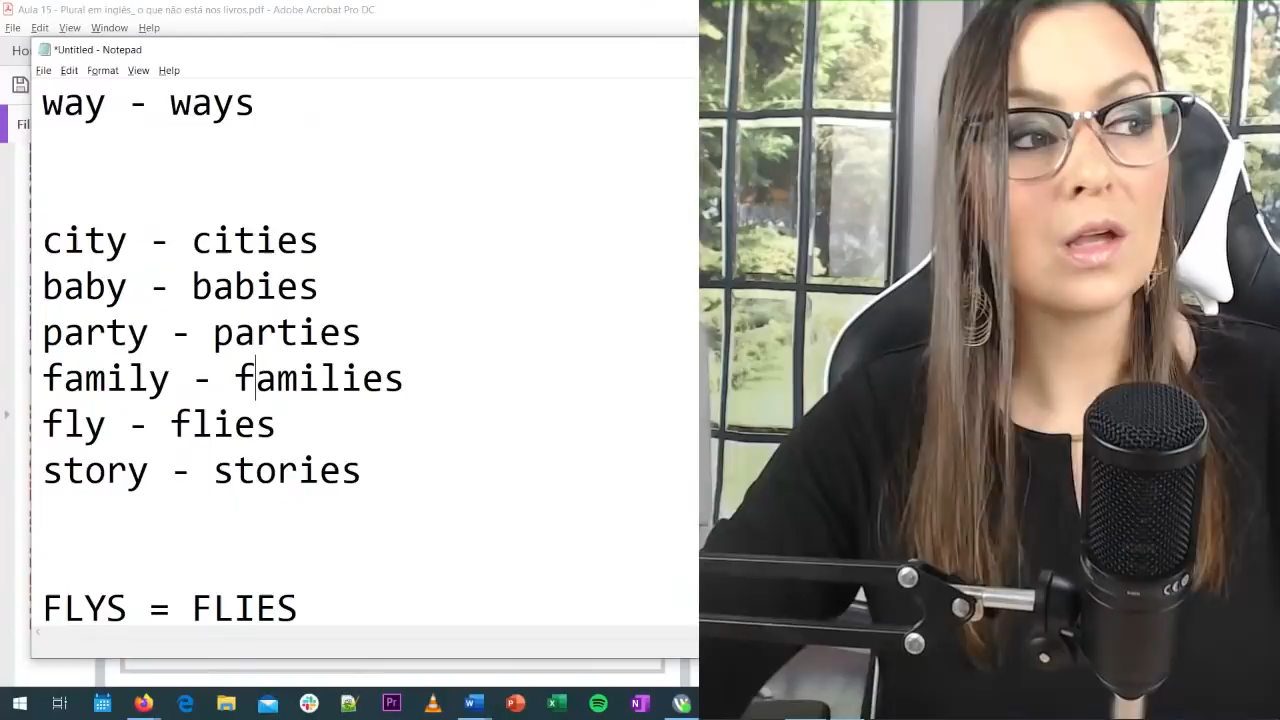 Aula 15 - Plural em inglês_ o que não está nos livros.pdf - Adobe Acrobat Pro DC
File Edit View Window Help
*Untitled - Notepad
File Edit Format View Help
way - ways
city - cities
baby - babies
party - parties
family - families
fly - flies
story - stories
FLYS = FLIES